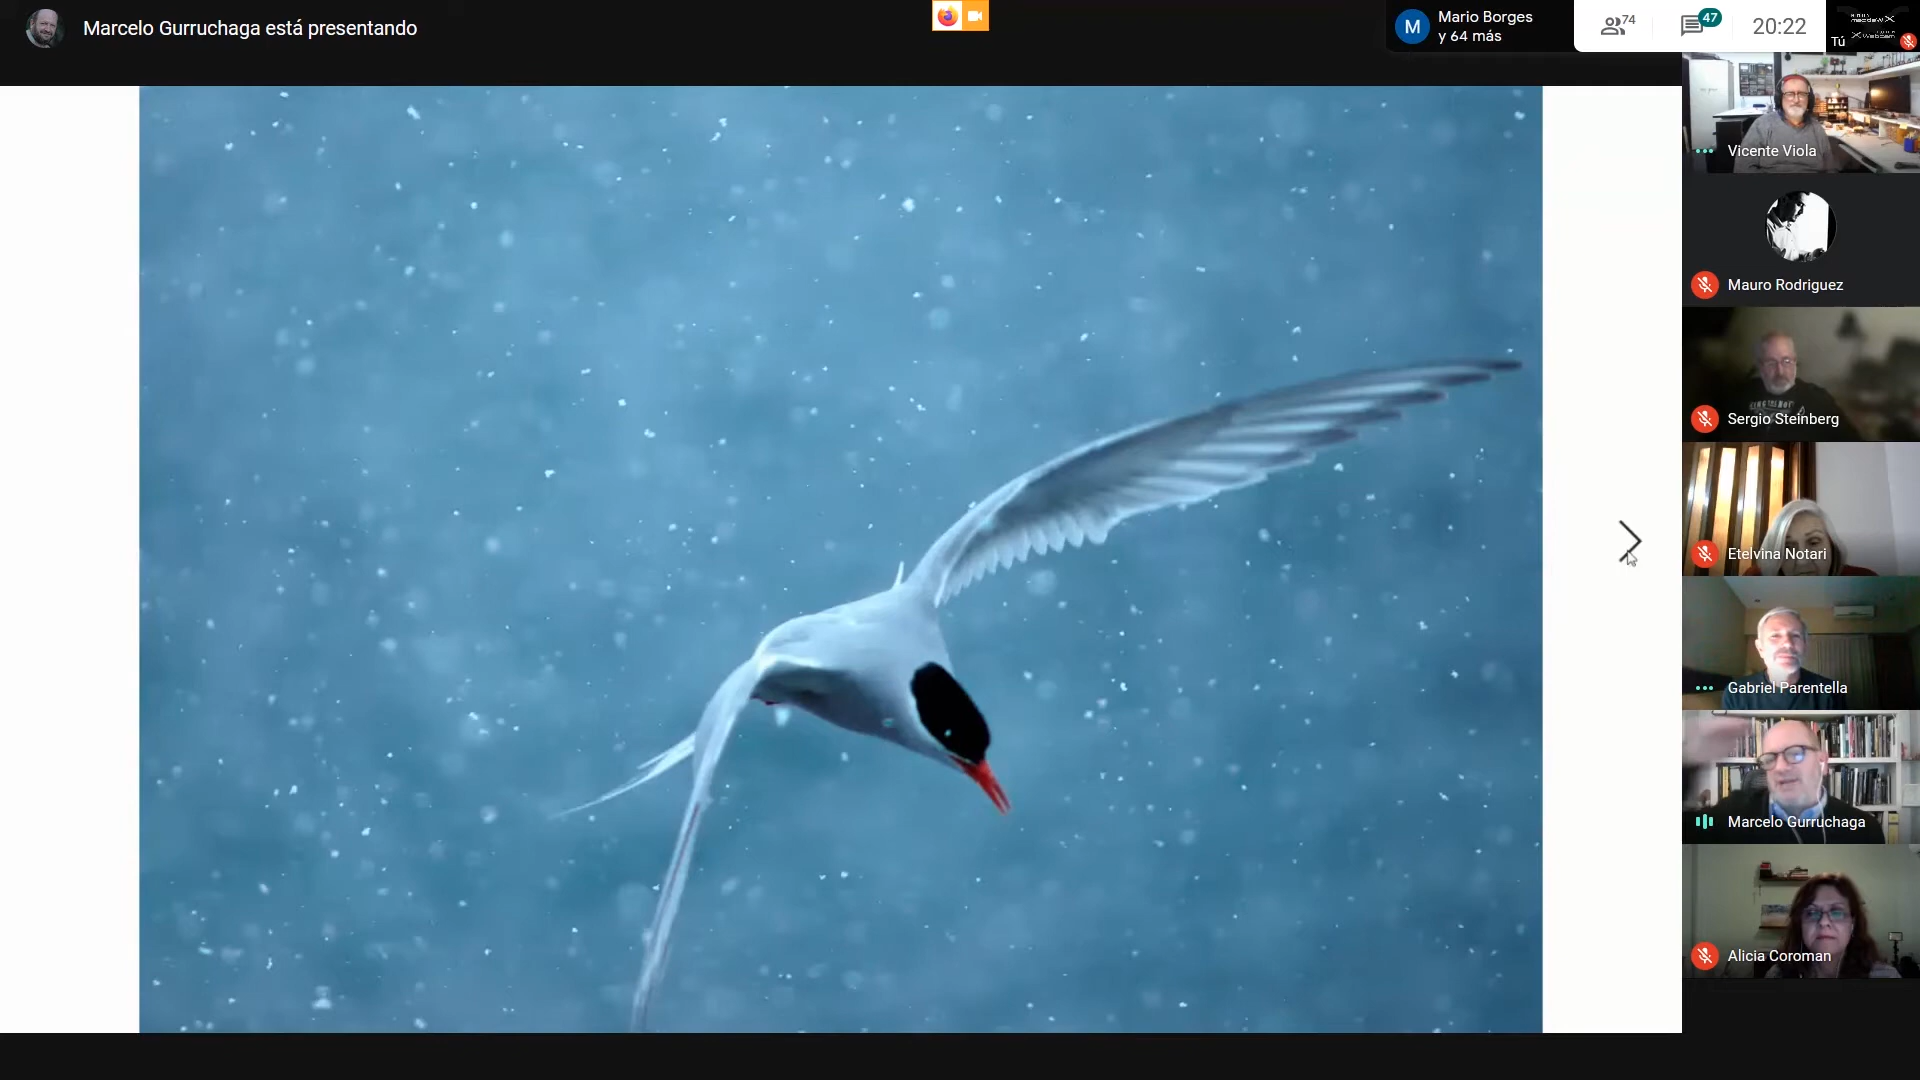 Marcelo Gurruchaga está presentando
M
Mario Borges
y 64 más
74
47
20:22
Tú
Vicente Viola
Mauro Rodriguez
Sergio Steinberg
Etelvina Notari
Gabriel Parentella
Marcelo Gurruchaga
Alicia Coroman